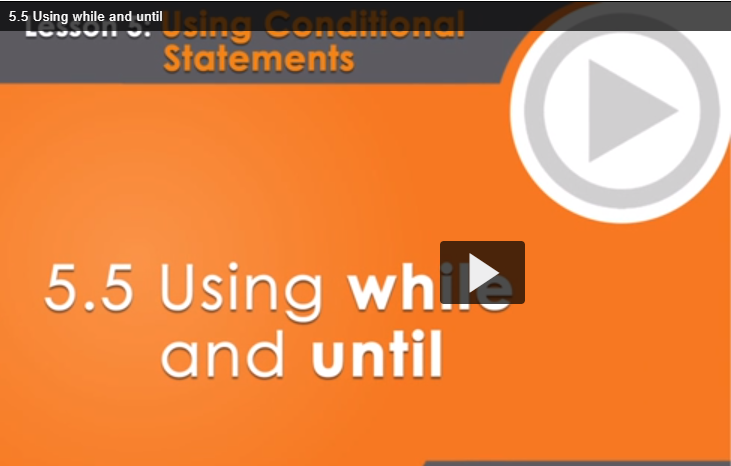 5.5 Using while and until
Lesson 5: Using Conditional
Statements
5.5 Using while
and until